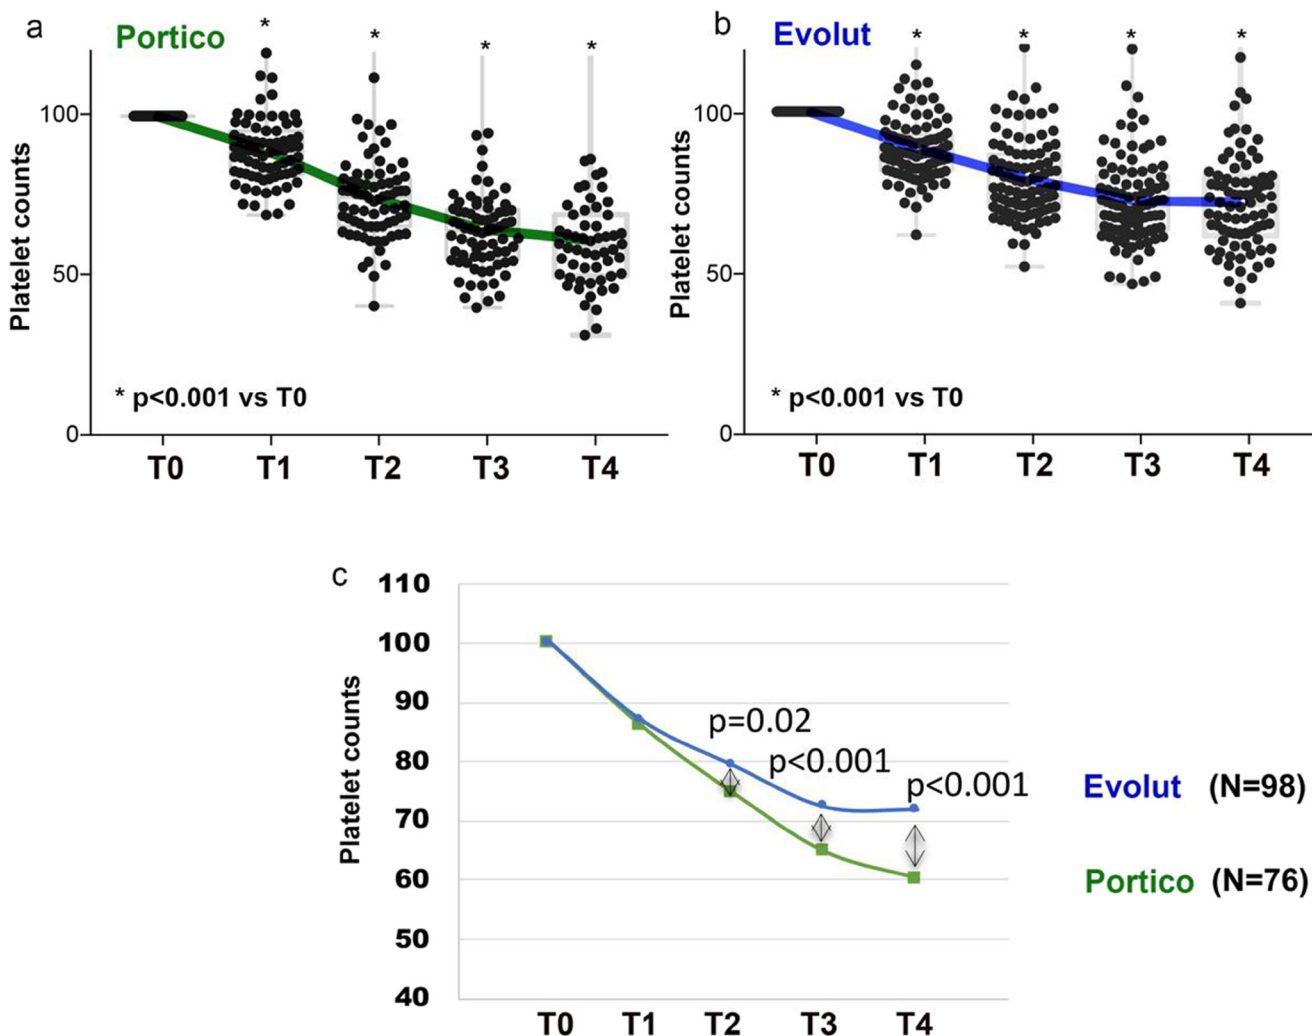 a
Portico
* * * *
Platelet counts
100
50
0
* p<0.001 vs T0
T0 T1 T2 T3 T4
b
Evolut
* * * *
Platelet counts
100
50
0
* p<0.001 vs T0
T0 T1 T2 T3 T4
c
Platelet counts
110
100
90
80
70
60
50
40
p=0.02
p<0.001
p<0.001
T0 T1 T2 T3 T4
Evolut (N=98)
Portico (N=76)